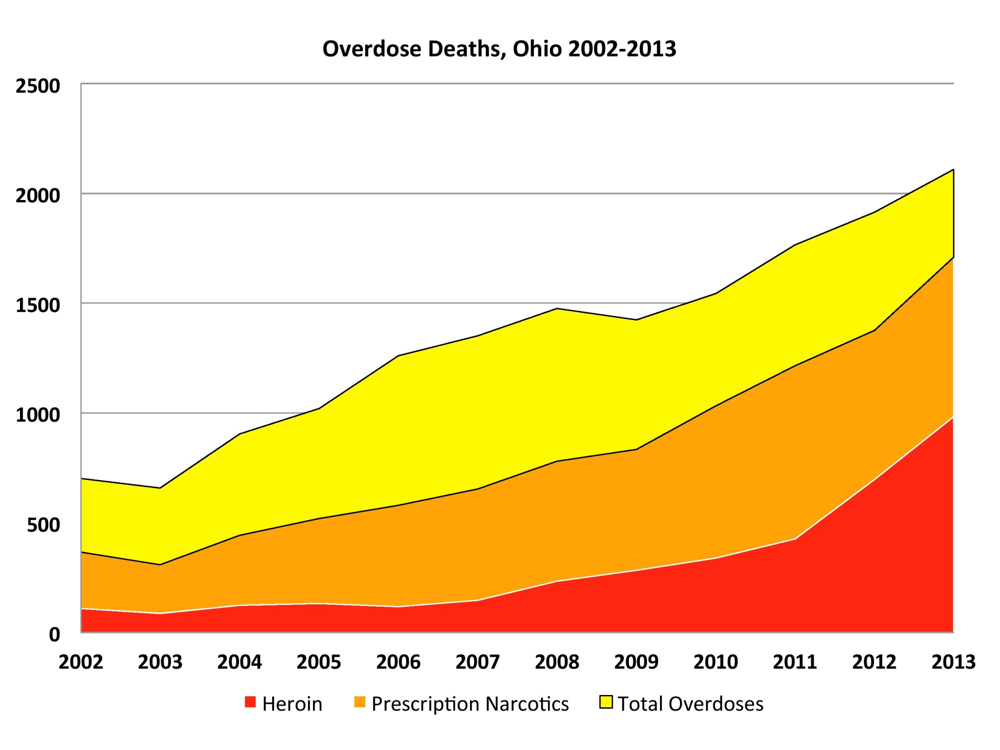 Overdose Deaths, Ohio 2002-2013
2500
2000
1500
1000
500
0
2002 2003 2004 2005 2006 2007 2008 2009 2010 2011 2012 2013
Heroin Prescription Narcotics Total Overdoses